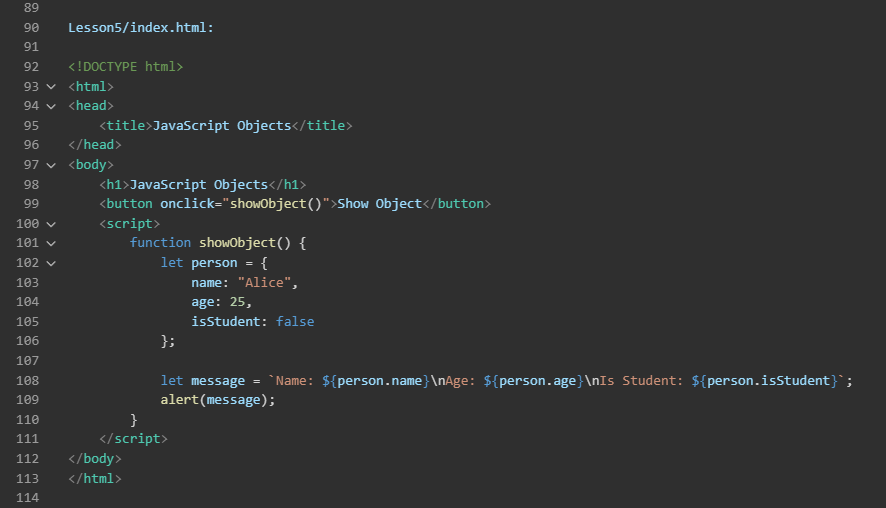 89
90 Lesson5/index.html:
91
92 <!DOCTYPE html>
93 <html>
94 <head>
95     <title>JavaScript Objects</title>
96 </head>
97 <body>
98     <h1>JavaScript Objects</h1>
99     <button onclick="showObject()">Show Object</button>
100     <script>
101         function showObject() {
102             let person = {
103                 name: "Alice",
104                 age: 25,
105                 isStudent: false
106             };
107
108             let message = `Name: ${person.name}\nAge: ${person.age}\nIs Student: ${person.isStudent}`;
109             alert(message);
110         }
111     </script>
112 </body>
113 </html>
114